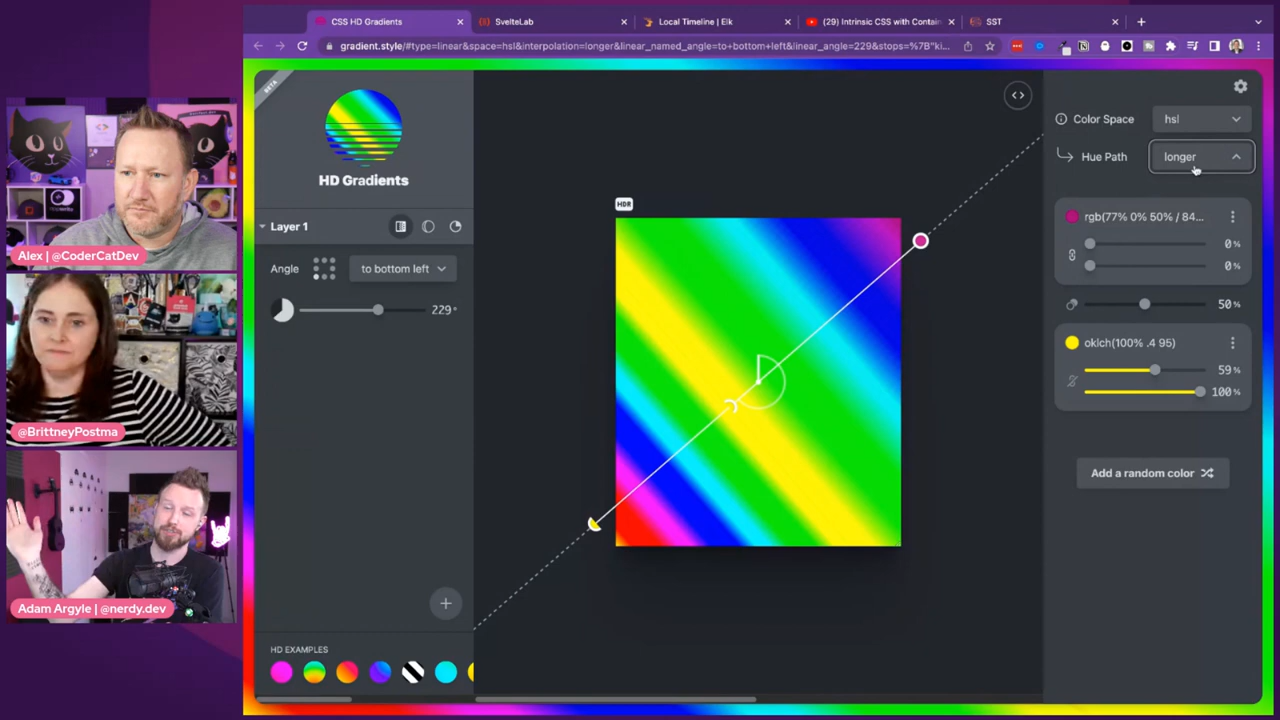 CSS HD Gradients
SvelteLab
Local Timeline | Elk
(29) Intrinsic CSS with Contain
SST
gradient.style/#type=linear&space=hsl&interpolation=longer&linear_named_angle=to+bottom+left&linear_angle=229&stops=%7B"ki...
BETA
HD Gradients
Layer 1
Angle
to bottom left
229°
HD EXAMPLES
HDR
Color Space
hsl
Hue Path
longer
rgb(77% 0% 50% / 84...
0%
0%
50%
oklch(100% .4 95)
59%
100%
Add a random color
Alex | @CoderCatDev
@BrittneyPostma
Adam Argyle | @nerdy.dev